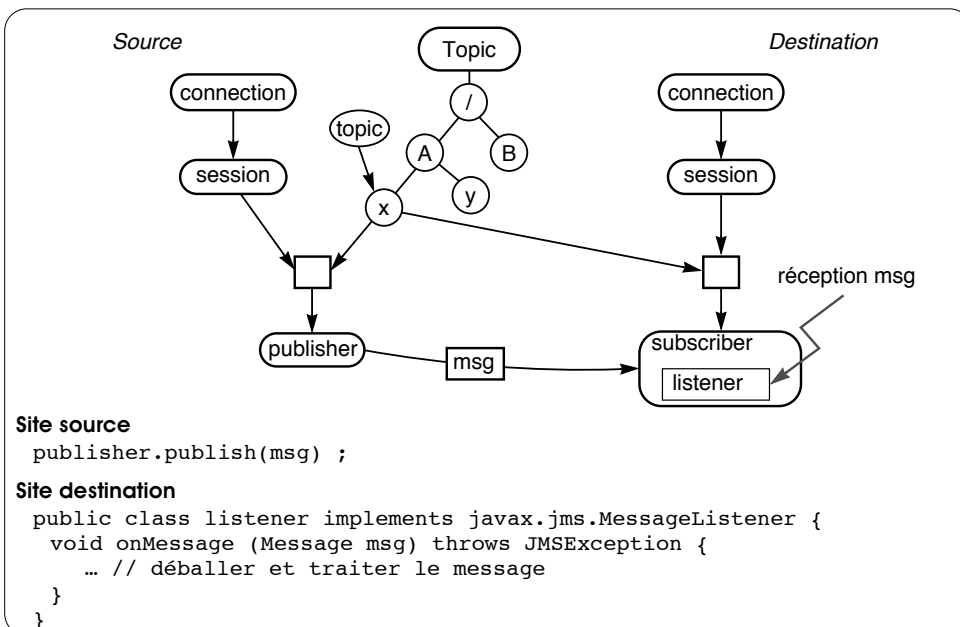 Source
Topic
Destination
connection
/
connection
topic
A
B
session
y
session
x
réception msg
publisher
msg
subscriber
listener
Site source
publisher.publish(msg) ;
Site destination
public class listener implements javax.jms.MessageListener {
void onMessage (Message msg) throws JMSException {
… // déballer et traiter le message
}
}